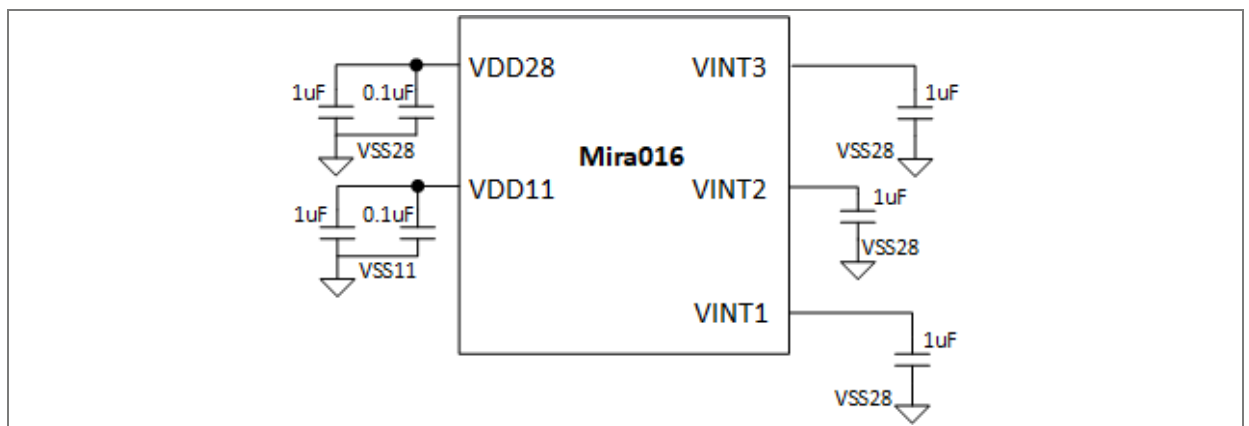 VDD28 VINT3
1uF 0.1uF 1uF
VSS28 Mira016 VSS28
VDD11 VINT2
1uF 0.1uF 1uF
VSS11 VSS28
VINT1
1uF
VSS28